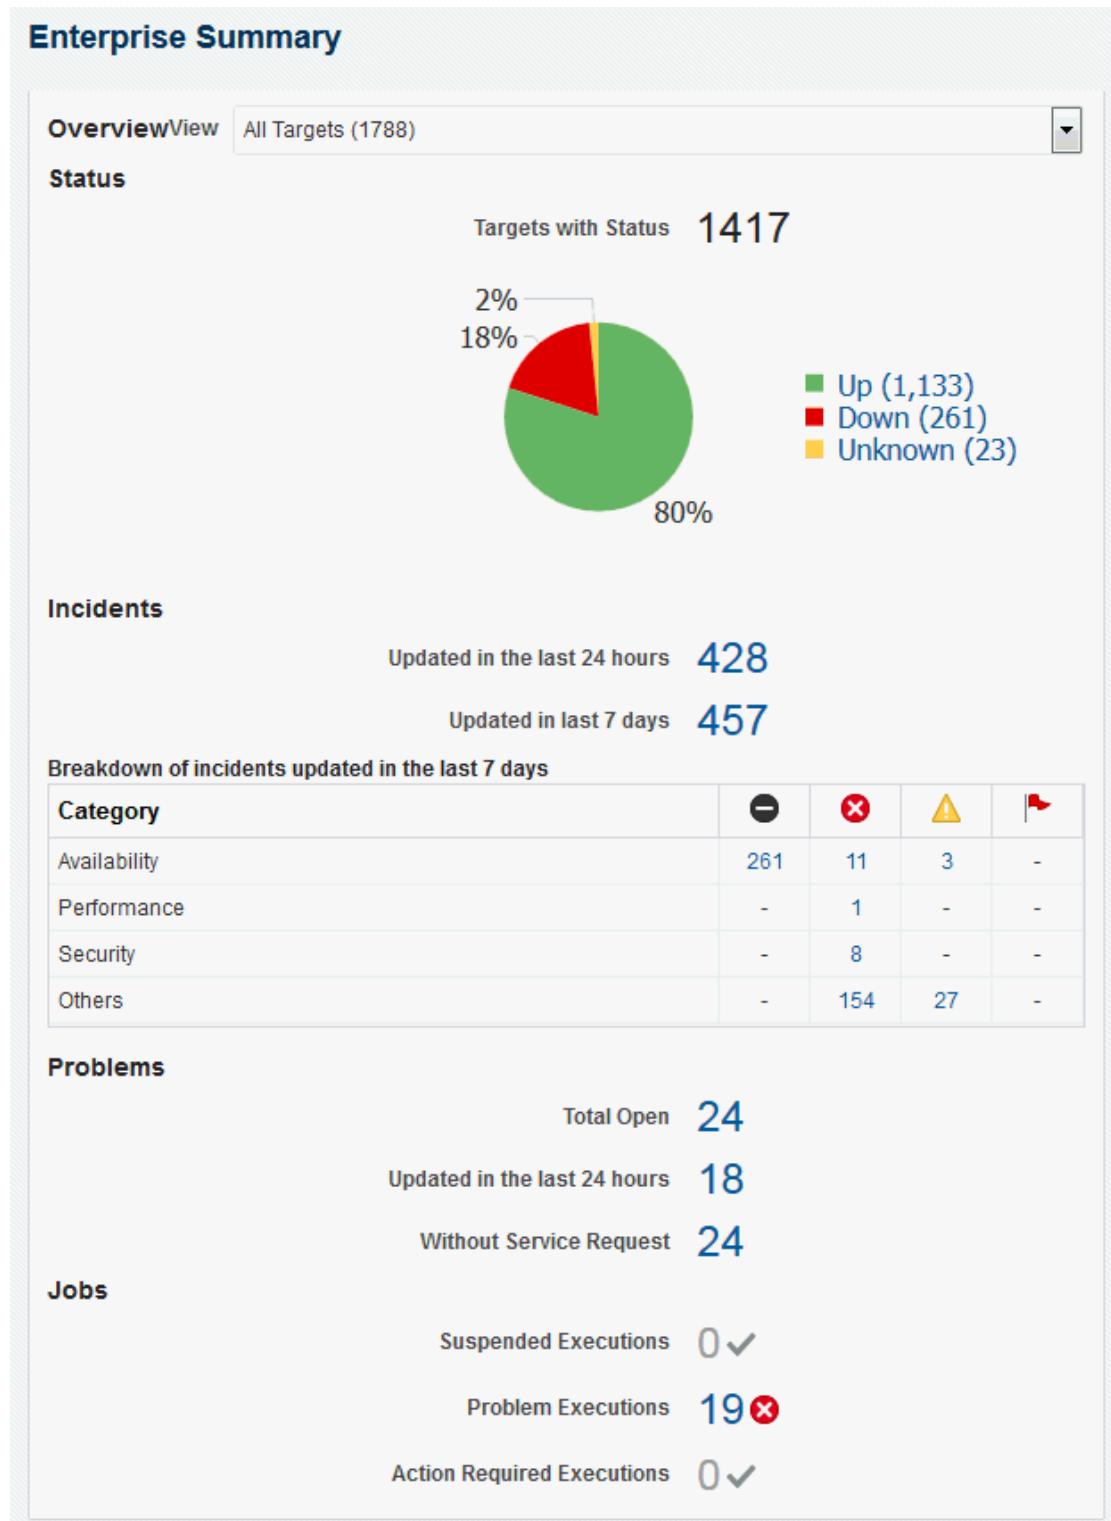 Enterprise Summary
OverviewView All Targets (1788)
Status
Targets with Status 1417
2%
18%
Up (1,133)
Down (261)
Unknown (23)
80%
Incidents
Updated in the last 24 hours 428
Updated in last 7 days 457
Breakdown of incidents updated in the last 7 days
Category
Availability 261 11 3 -
Performance - 1 - -
Security - 8 - -
Others - 154 27 -
Problems
Total Open 24
Updated in the last 24 hours 18
Without Service Request 24
Jobs
Suspended Executions 0
Problem Executions 19
Action Required Executions 0